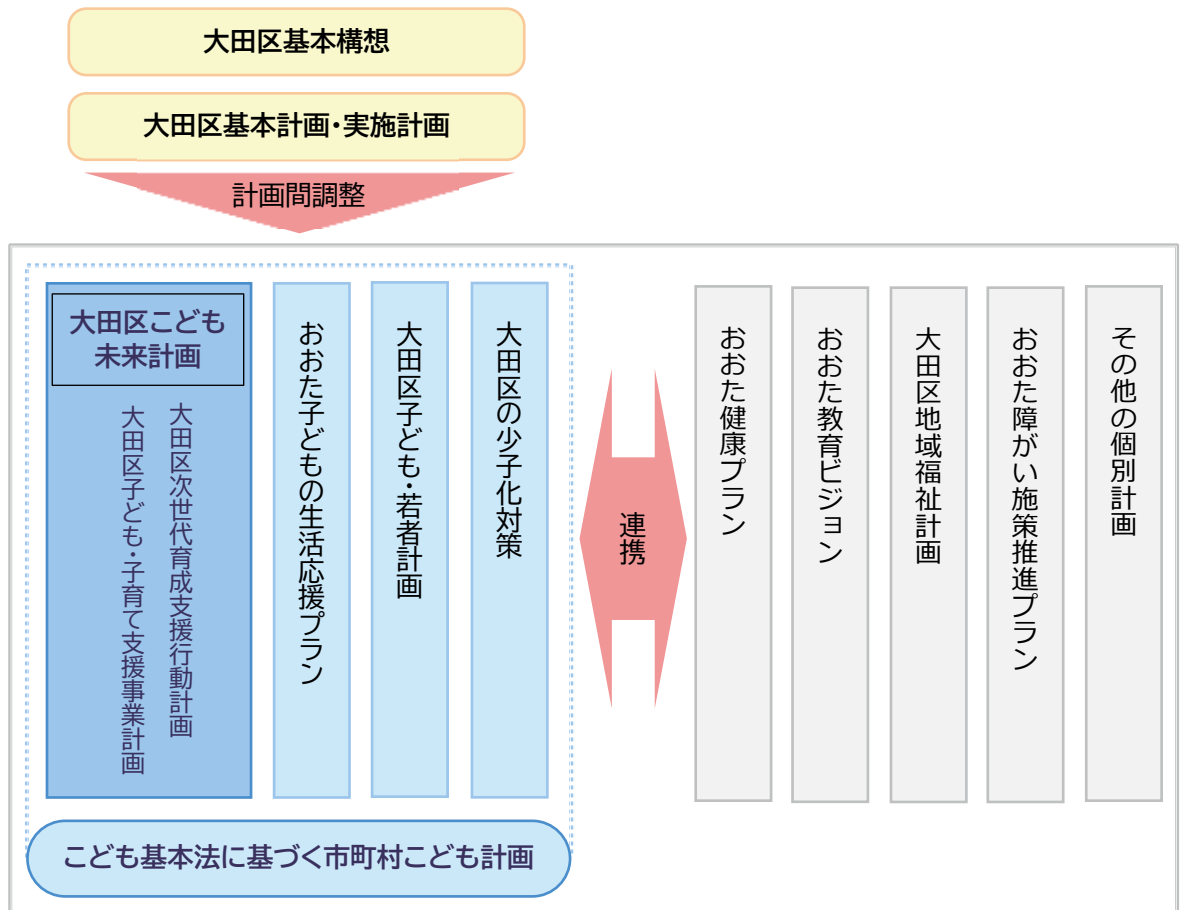 大田区基本構想
大田区基本計画・実施計画
計画間調整
大田区こども
未来計画
大田区次世代育成支援行動計画
大田区子ども・子育て支援事業計画
おおた子どもの生活応援プラン
大田区子ども・若者計画
大田区の少子化対策
連携
おおた健康プラン
おおた教育ビジョン
大田区地域福祉計画
おおた障がい施策推進プラン
その他の個別計画
こども基本法に基づく市町村こども計画